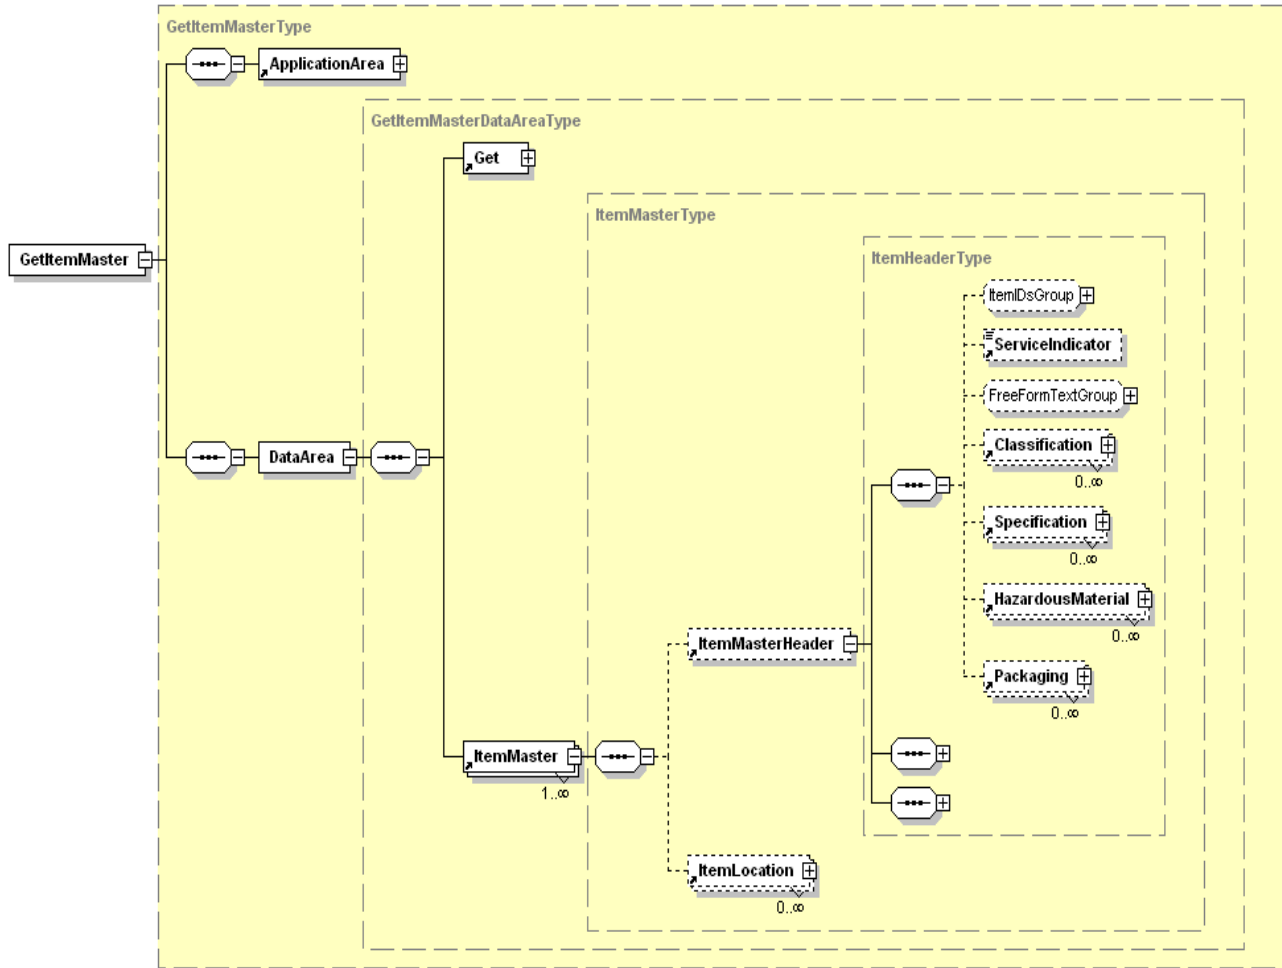 GetItemMasterType
ApplicationArea
GetItemMasterDataAreaType
Get
ItemMasterType
GetItemMaster
ItemHeaderType
ItemIDsGroup
ServiceIndicator
FreeFormTextGroup
DataArea
Classification
0..∞
Specification
0..∞
HazardousMaterial
0..∞
ItemMasterHeader
Packaging
0..∞
ItemMaster
1..∞
ItemLocation
0..∞